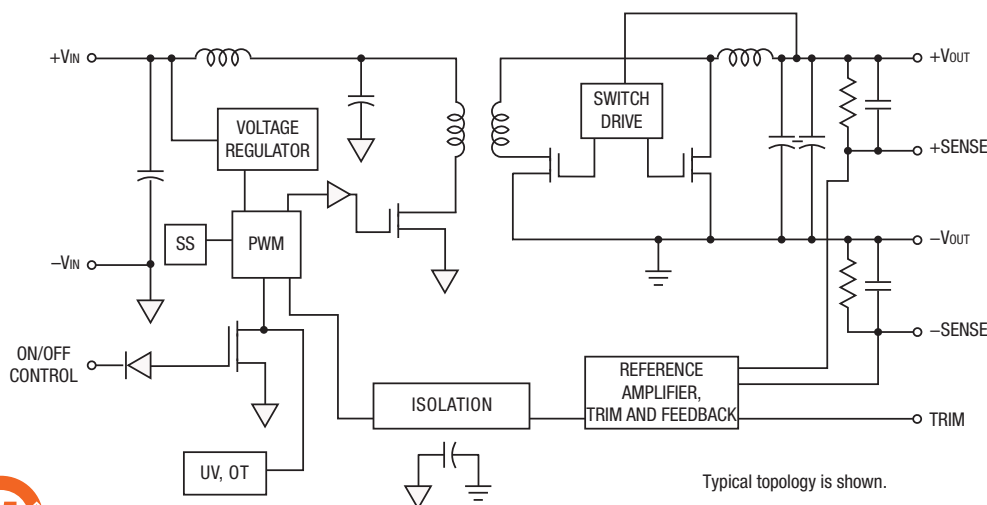 +VIN
+VOUT
SWITCH
DRIVE
VOLTAGE
REGULATOR
+SENSE
SS
PWM
−VOUT
−VIN
−SENSE
ON/OFF
CONTROL
REFERENCE
AMPLIFIER,
TRIM AND FEEDBACK
ISOLATION
TRIM
UV, OT
Typical topology is shown.